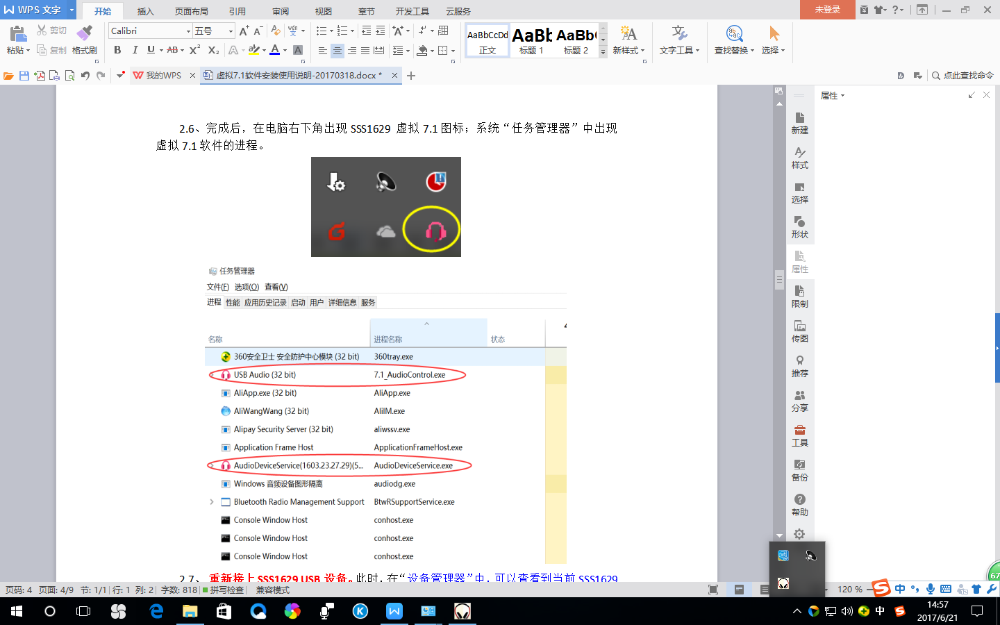 WPS 文字
开始
插入
页面布局
引用
审阅
视图
章节
开发工具
云服务
未登录
粘贴
剪切
复制
格式刷
Calibri
五号
AaBbCcDd
正文
AaBb
标题 1
AaBb
标题 2
新样式
文字工具
查找替换
选择
我的WPS
虚拟7.1软件安装使用说明-20170318.docx *
点此查找命令
2.6、完成后，在电脑右下角出现 SSS1629 虚拟 7.1 图标；系统“任务管理器”中出现
虚拟 7.1 软件的进程。
任务管理器
文件(F) 选项(O) 查看(V)
进程 性能 应用历史记录 启动 用户 详细信息 服务
名称 进程名称 状态
360安全卫士 安全防护中心模块 (32 bit) 360tray.exe
USB Audio (32 bit) 7.1_AudioControl.exe
AliApp.exe (32 bit) AliApp.exe
AliWangWang (32 bit) AliIM.exe
Alipay Security Server (32 bit) aliwssv.exe
Application Frame Host ApplicationFrameHost.exe
AudioDeviceService(1603.23.27.29)(5... AudioDeviceService.exe
Windows 音频设备图形隔离 audiodg.exe
Bluetooth Radio Management Support BtwRSupportService.exe
Console Window Host conhost.exe
Console Window Host conhost.exe
Console Window Host conhost.exe
2.7、 重新接上 SSS1629 USB 设备。此时，在“设备管理器”中，可以查看到当前 SSS1629
属性
新建
样式
选择
形状
属性
限制
传图
推荐
分享
工具
备份
帮助
67
页码: 4 页面: 4/9 节: 1/1 行: 1 列: 2 字数: 818 拼写检查 兼容模式
120 %
中
中
14:57
2017/6/21